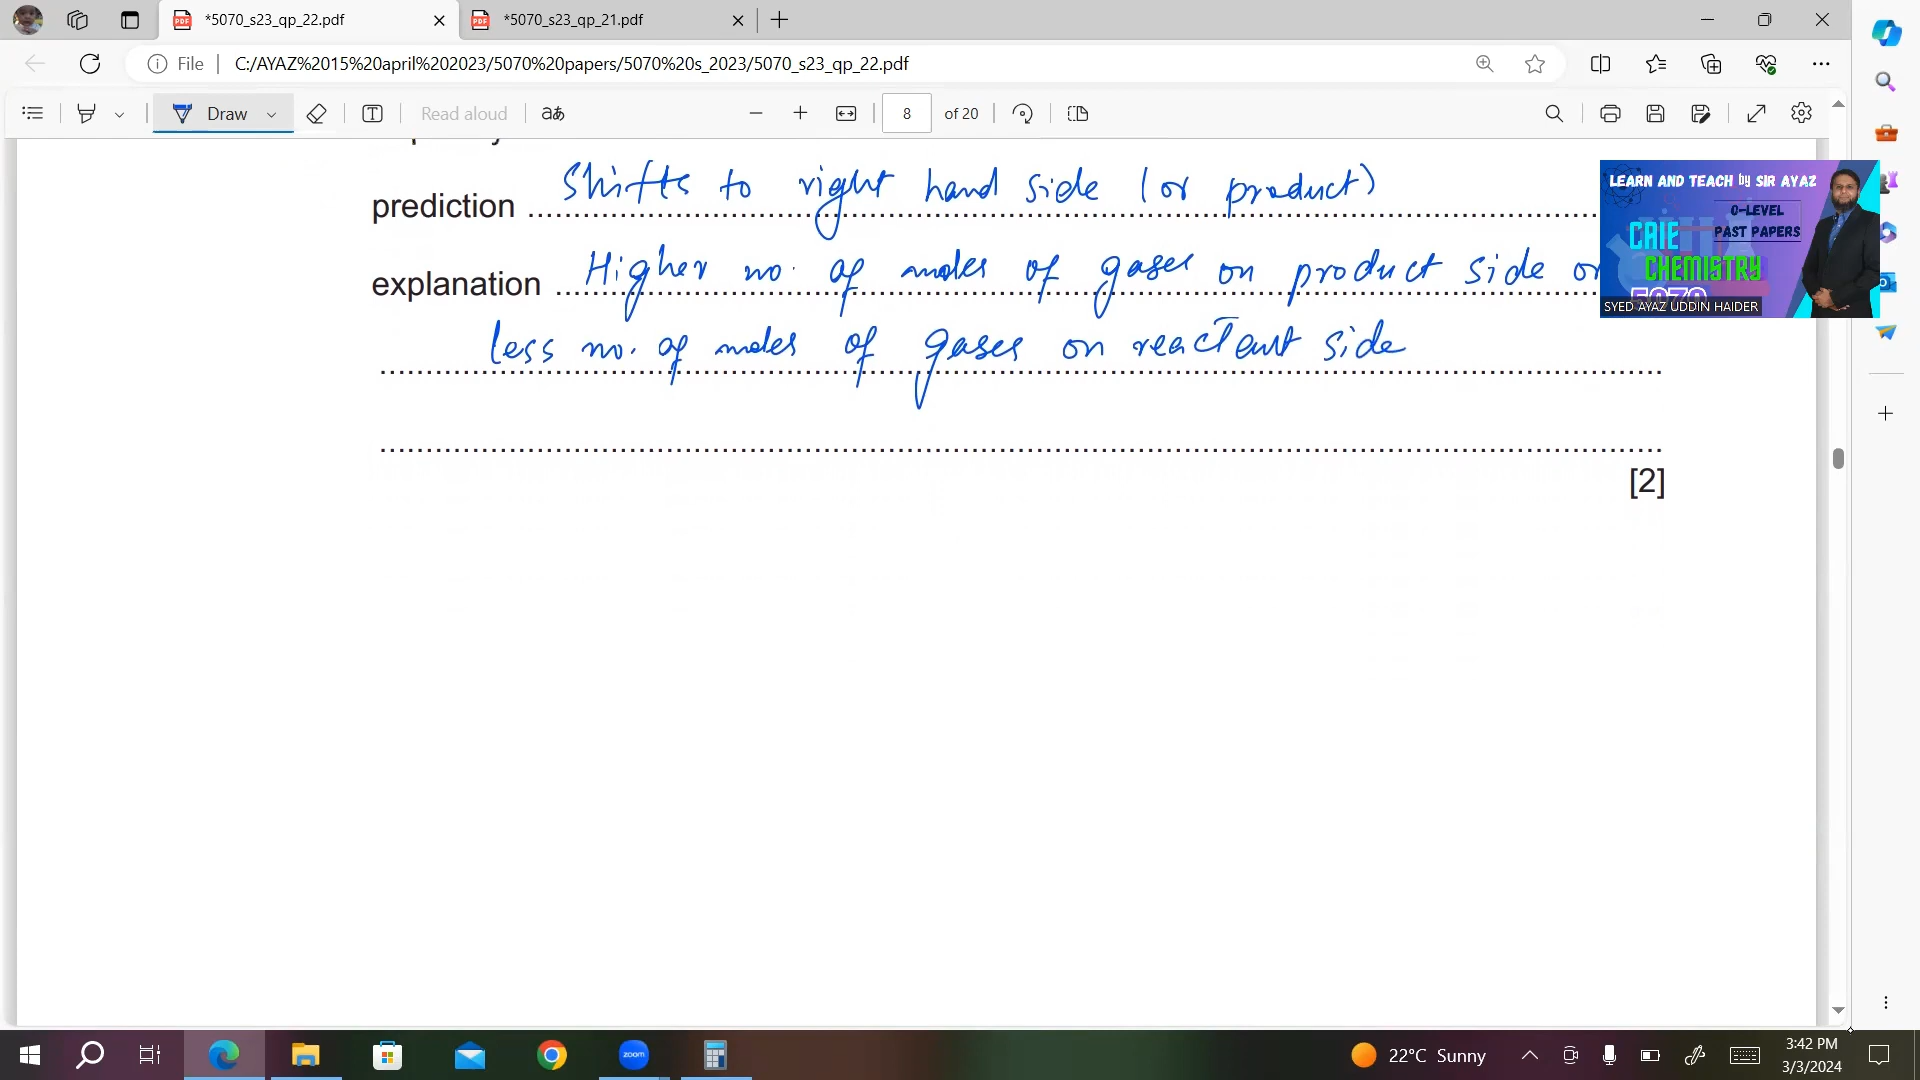 *5070_s23_qp_22.pdf
*5070_s23_qp_21.pdf
File
C:/AYAZ%2015%20april%202023/5070%20papers/5070%20s_2023/5070_s23_qp_22.pdf
Draw
Read aloud
8 of 20
prediction Shifts to right hand side (or product)
explanation Higher no. of moles of gases on product side or
less no. of moles of gases on reactant side
[2]
LEARN AND TEACH by SIR AYAZ
O-LEVEL
PAST PAPERS
CAIE
CHEMISTRY
5070
SYED AYAZ UDDIN HAIDER
zoom
22°C Sunny
3:42 PM
3/3/2024